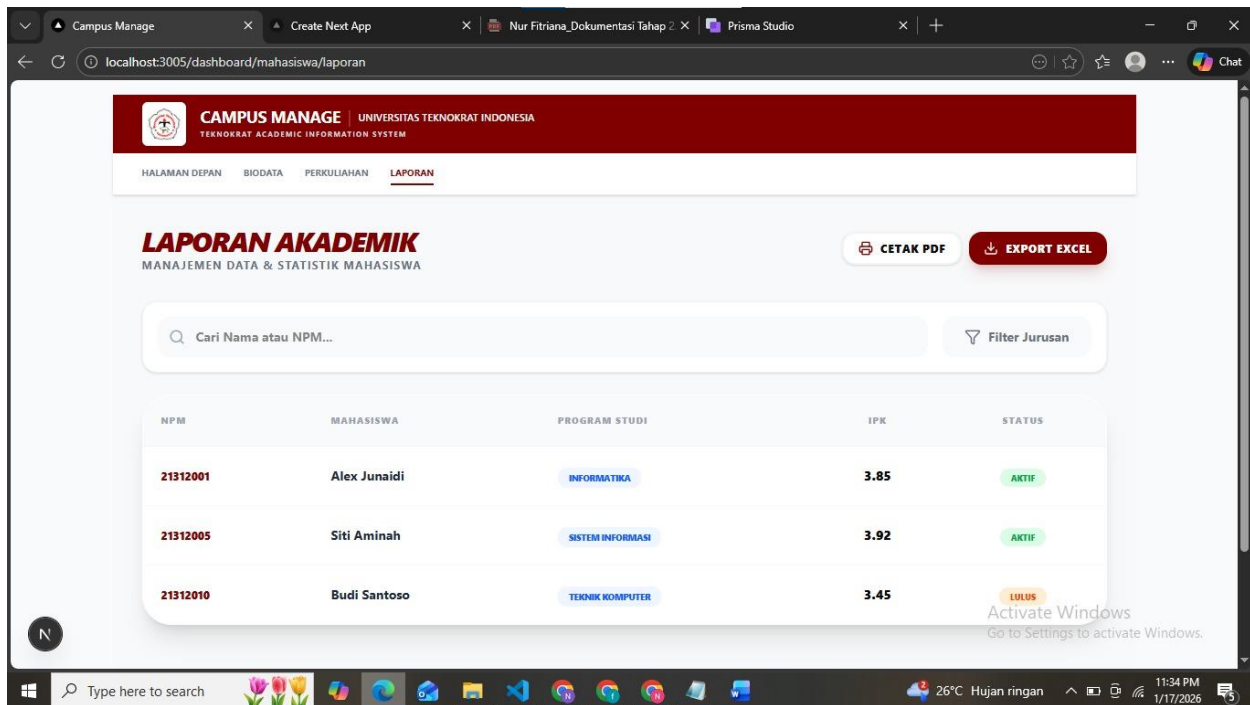 Campus Manage
Create Next App
Nur Fitriana_Dokumentasi Tahap 2
Prisma Studio
localhost:3005/dashboard/mahasiswa/laporan
Chat
CAMPUS MANAGE | UNIVERSITAS TEKNOKRAT INDONESIA
TEKNOKRAT ACADEMIC INFORMATION SYSTEM
HALAMAN DEPAN BIODATA PERKULIAHAN LAPORAN
LAPORAN AKADEMIK
MANAJEMEN DATA & STATISTIK MAHASISWA
CETAK PDF
EXPORT EXCEL
Cari Nama atau NPM...
Filter Jurusan
NPM MAHASISWA PROGRAM STUDI IPK STATUS
21312001 Alex Junaidi INFORMATIKA 3.85 AKTIF
21312005 Siti Aminah SISTEM INFORMASI 3.92 AKTIF
21312010 Budi Santoso TEKNIK KOMPUTER 3.45 LULUS
Activate Windows
Go to Settings to activate Windows.
N
Type here to search
2
26°C Hujan ringan
11:34 PM
1/17/2026
5